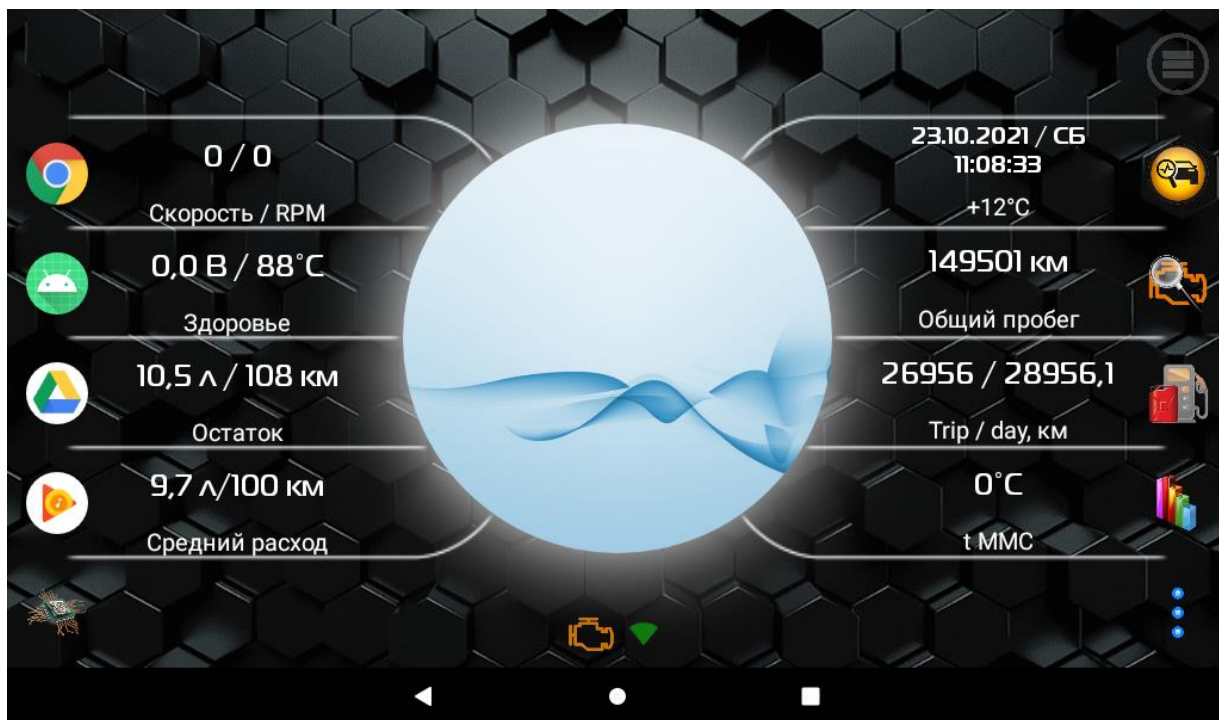 0 / 0
Скорость / RPM
0,0 В / 88°C
Здоровье
10,5 л / 108 км
Остаток
9,7 л/100 км
Средний расход
23.10.2021 / СБ
11:08:33
+12°C
149501 км
Общий пробег
26956 / 28956,1
Trip / day, км
0°C
t ММС